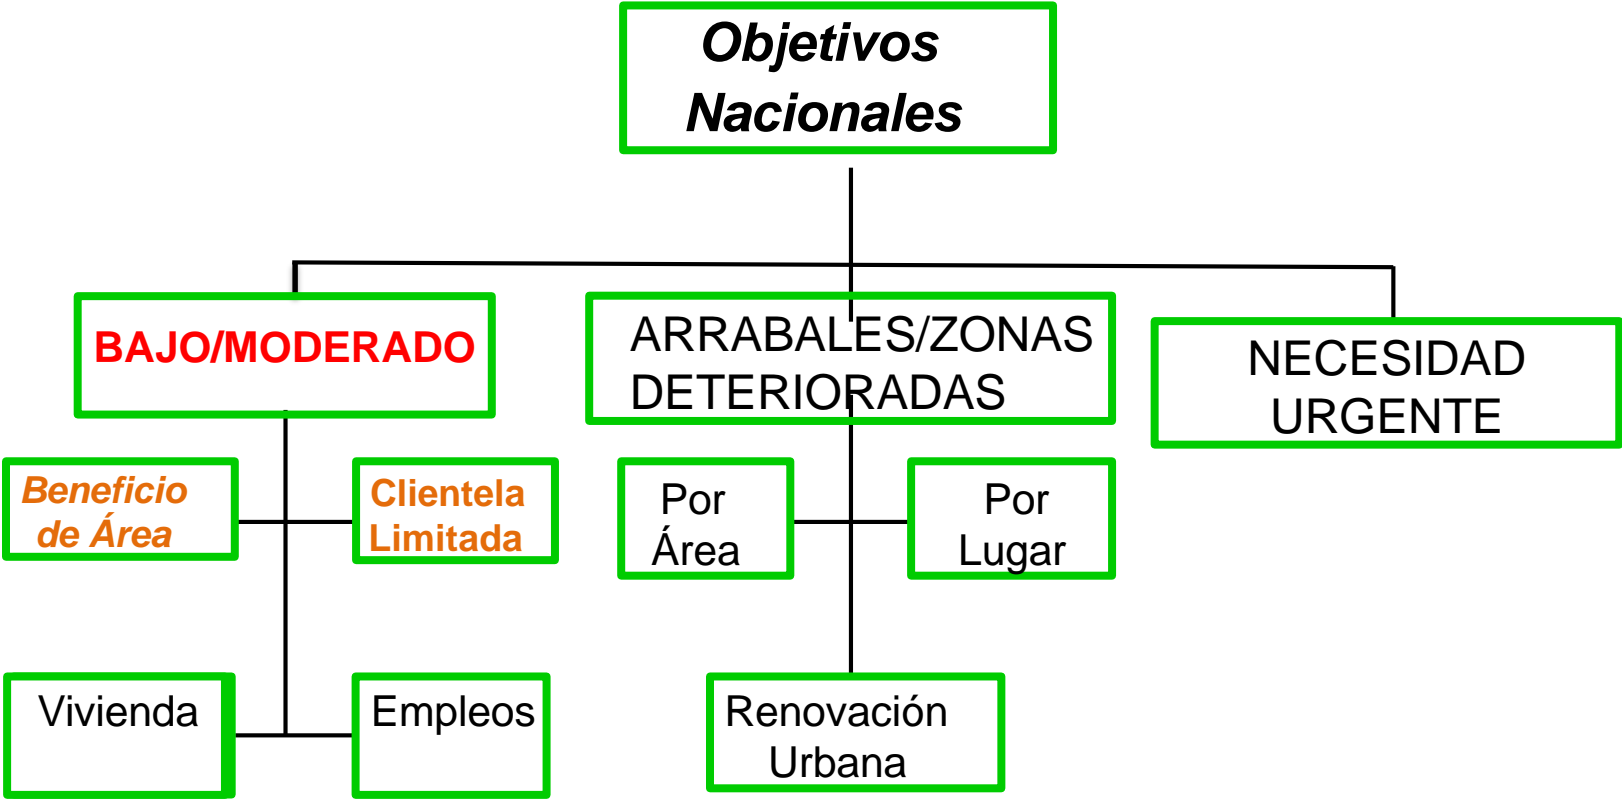 Objetivos
Nacionales
BAJO/MODERADO
ARRABALES/ZONAS
DETERIORADAS
NECESIDAD
URGENTE
Beneficio
de Área
Clientela
Limitada
Por
Área
Por
Lugar
Vivienda
Empleos
Renovación
Urbana